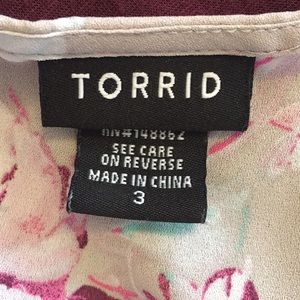 TORRID
RN#148862
SEE CARE
ON REVERSE
MADE IN CHINA
3